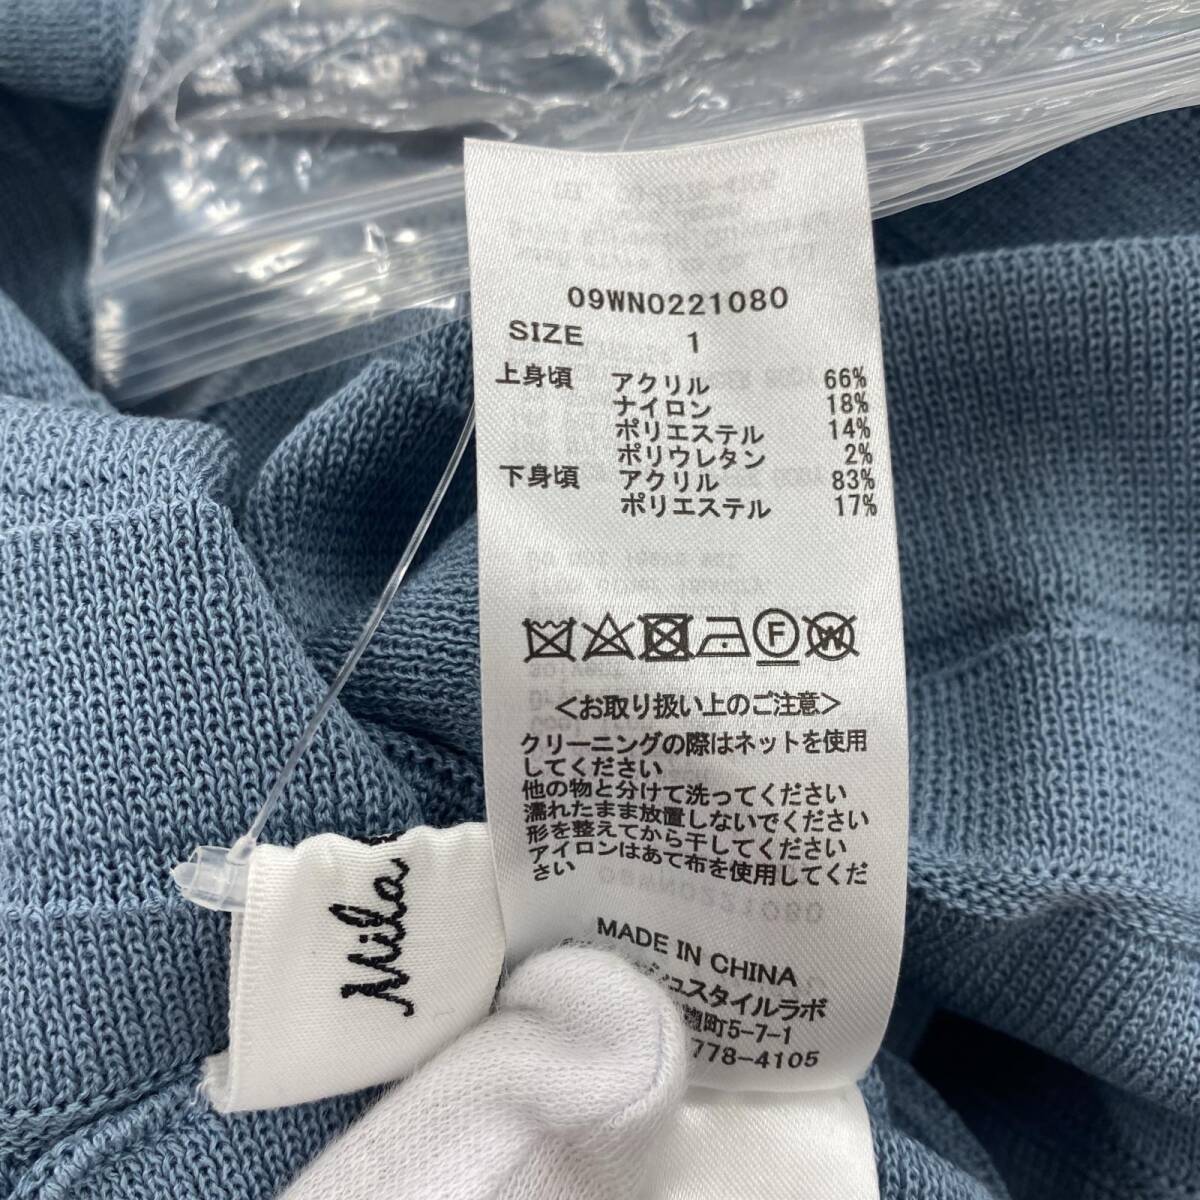 09WN0221080
SIZE 1
上身頃 アクリル 66%
ナイロン 18%
ポリエステル 14%
ポリウレタン 2%
下身頃 アクリル 83%
ポリエステル 17%
F
W
<お取り扱い上のご注意>
クリーニングの際はネットを使用
してください
他の物と分けて洗ってください
濡れたまま放置しないでください
形を整えてから干してください
アイロンはあて布を使用してくだ
さい
MADE IN CHINA
シュスタイルラボ
麹町5-7-1
778-4105
Mila